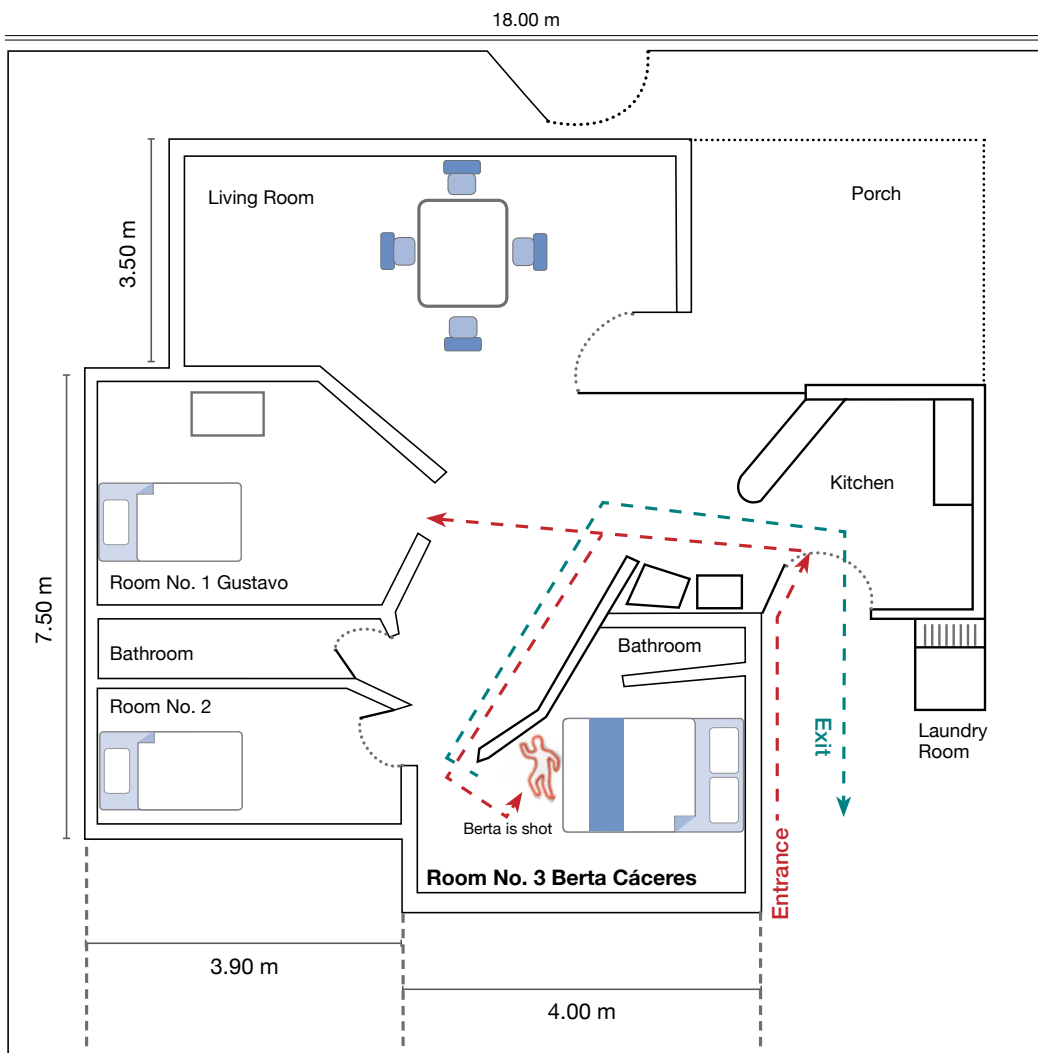 18.00 m
Living Room
Porch
3.50 m
Kitchen
Room No. 1 Gustavo
7.50 m
Bathroom
Bathroom
Room No. 2
Exit
Laundry
Room
Berta is shot
Room No. 3 Berta Cáceres
Entrance
3.90 m
4.00 m